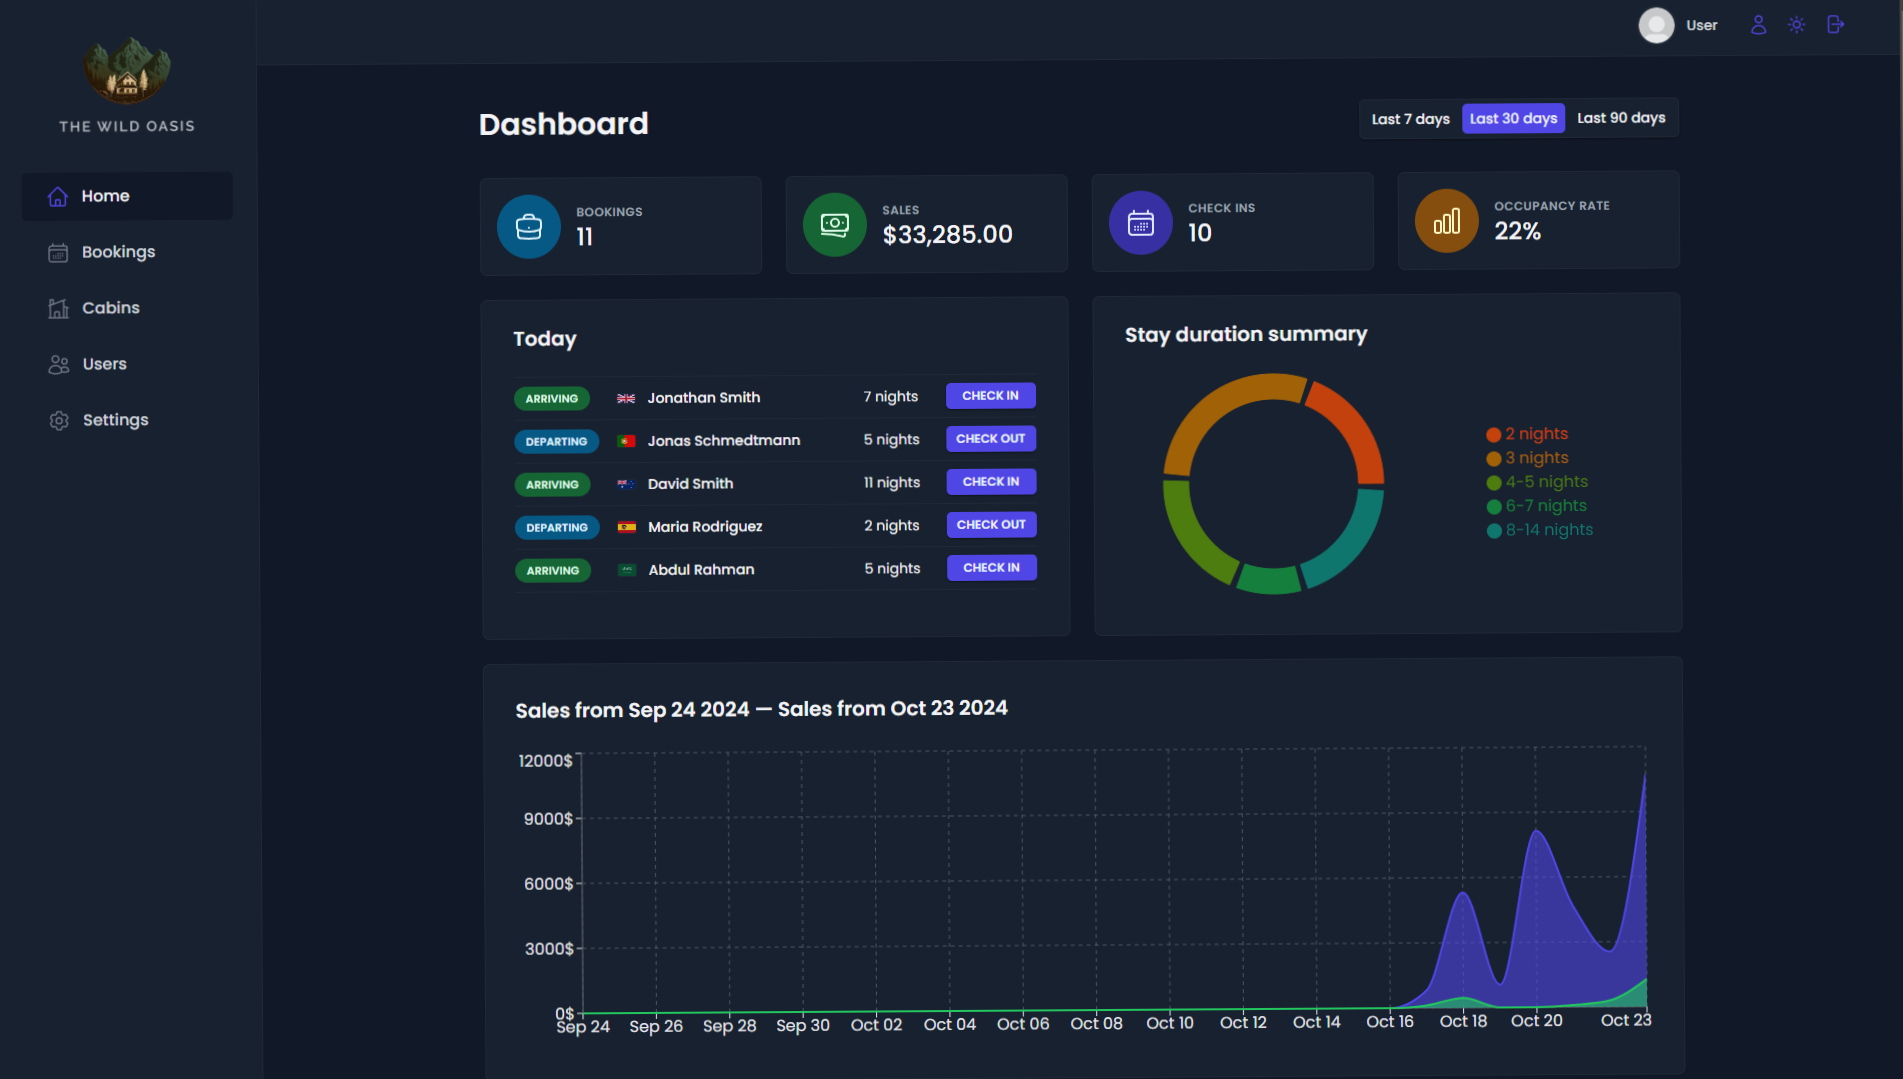 THE WILD OASIS
Home
Bookings
Cabins
Users
Settings
User
Dashboard
Last 7 days Last 30 days Last 90 days
BOOKINGS
11
SALES
$33,285.00
CHECK INS
10
OCCUPANCY RATE
22%
Today
ARRIVING Jonathan Smith 7 nights CHECK IN
DEPARTING Jonas Schmedtmann 5 nights CHECK OUT
ARRIVING David Smith 11 nights CHECK IN
DEPARTING Maria Rodriguez 2 nights CHECK OUT
ARRIVING Abdul Rahman 5 nights CHECK IN
Stay duration summary
2 nights
3 nights
4-5 nights
6-7 nights
8-14 nights
Sales from Sep 24 2024 — Sales from Oct 23 2024
12000$
9000$
6000$
3000$
0$
Sep 24 Sep 26 Sep 28 Sep 30 Oct 02 Oct 04 Oct 06 Oct 08 Oct 10 Oct 12 Oct 14 Oct 16 Oct 18 Oct 20 Oct 23